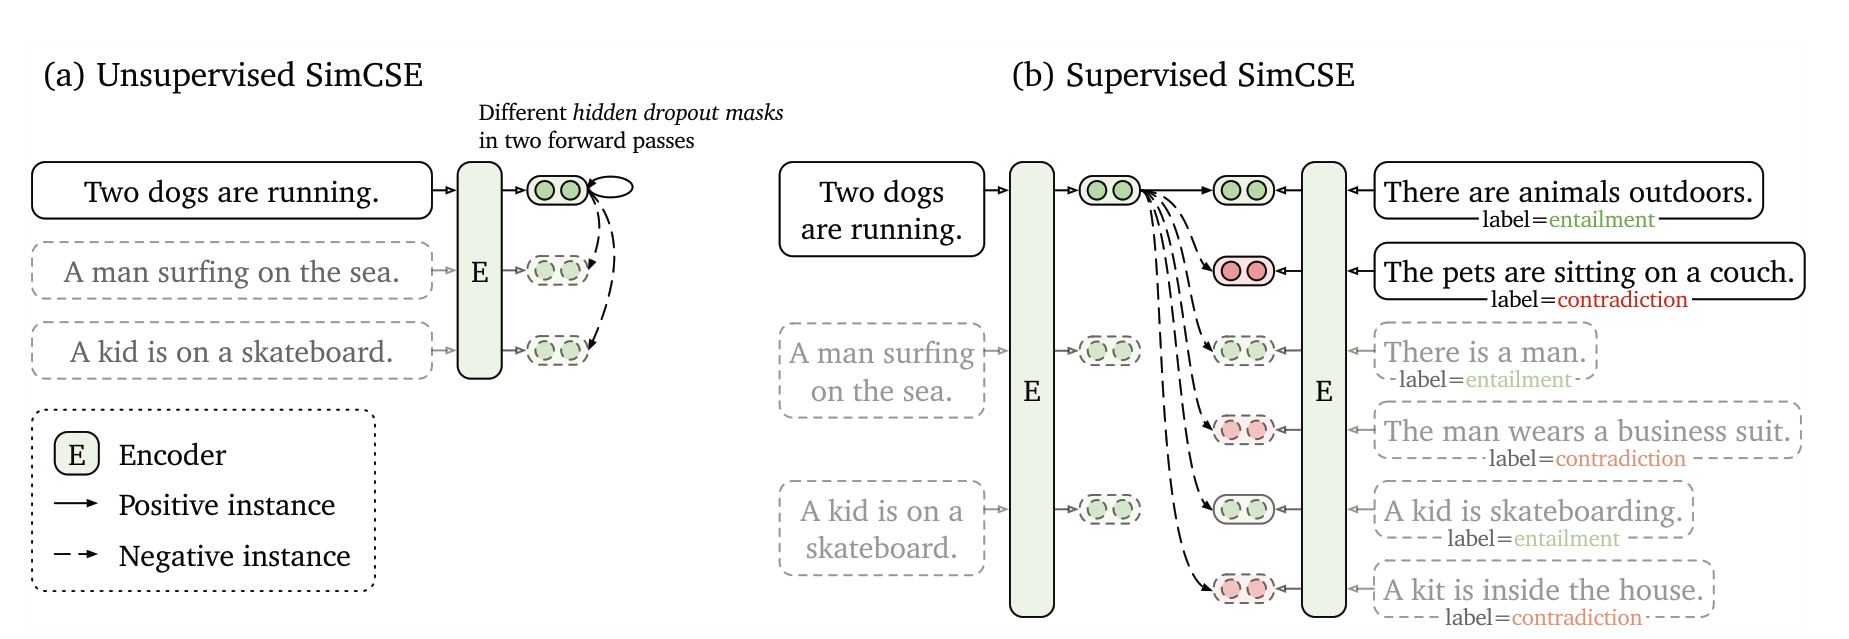 (a) Unsupervised SimCSE
Different hidden dropout masks
in two forward passes
Two dogs are running.
A man surfing on the sea.
A kid is on a skateboard.
E
E Encoder
Positive instance
Negative instance
(b) Supervised SimCSE
Two dogs
are running.
A man surfing
on the sea.
A kid is on a
skateboard.
E
E
There are animals outdoors.
label=entailment
The pets are sitting on a couch.
label=contradiction
There is a man.
label=entailment
The man wears a business suit.
label=contradiction
A kid is skateboarding.
label=entailment
A kit is inside the house.
label=contradiction